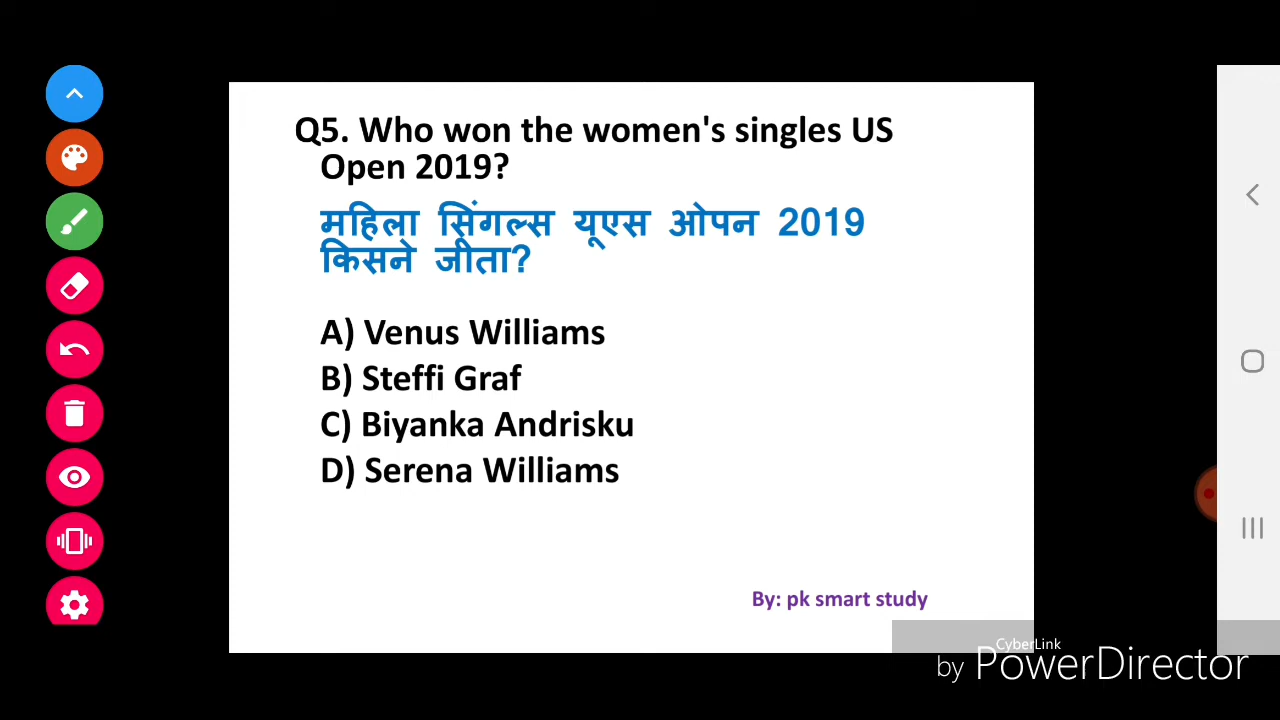 Q5. Who won the women's singles US
Open 2019?
महिला सिंगल्स यूएस ओपन 2019
किसने जीता?
A) Venus Williams
B) Steffi Graf
C) Biyanka Andrisku
D) Serena Williams
By: pk smart study
CyberLink
by PowerDirector